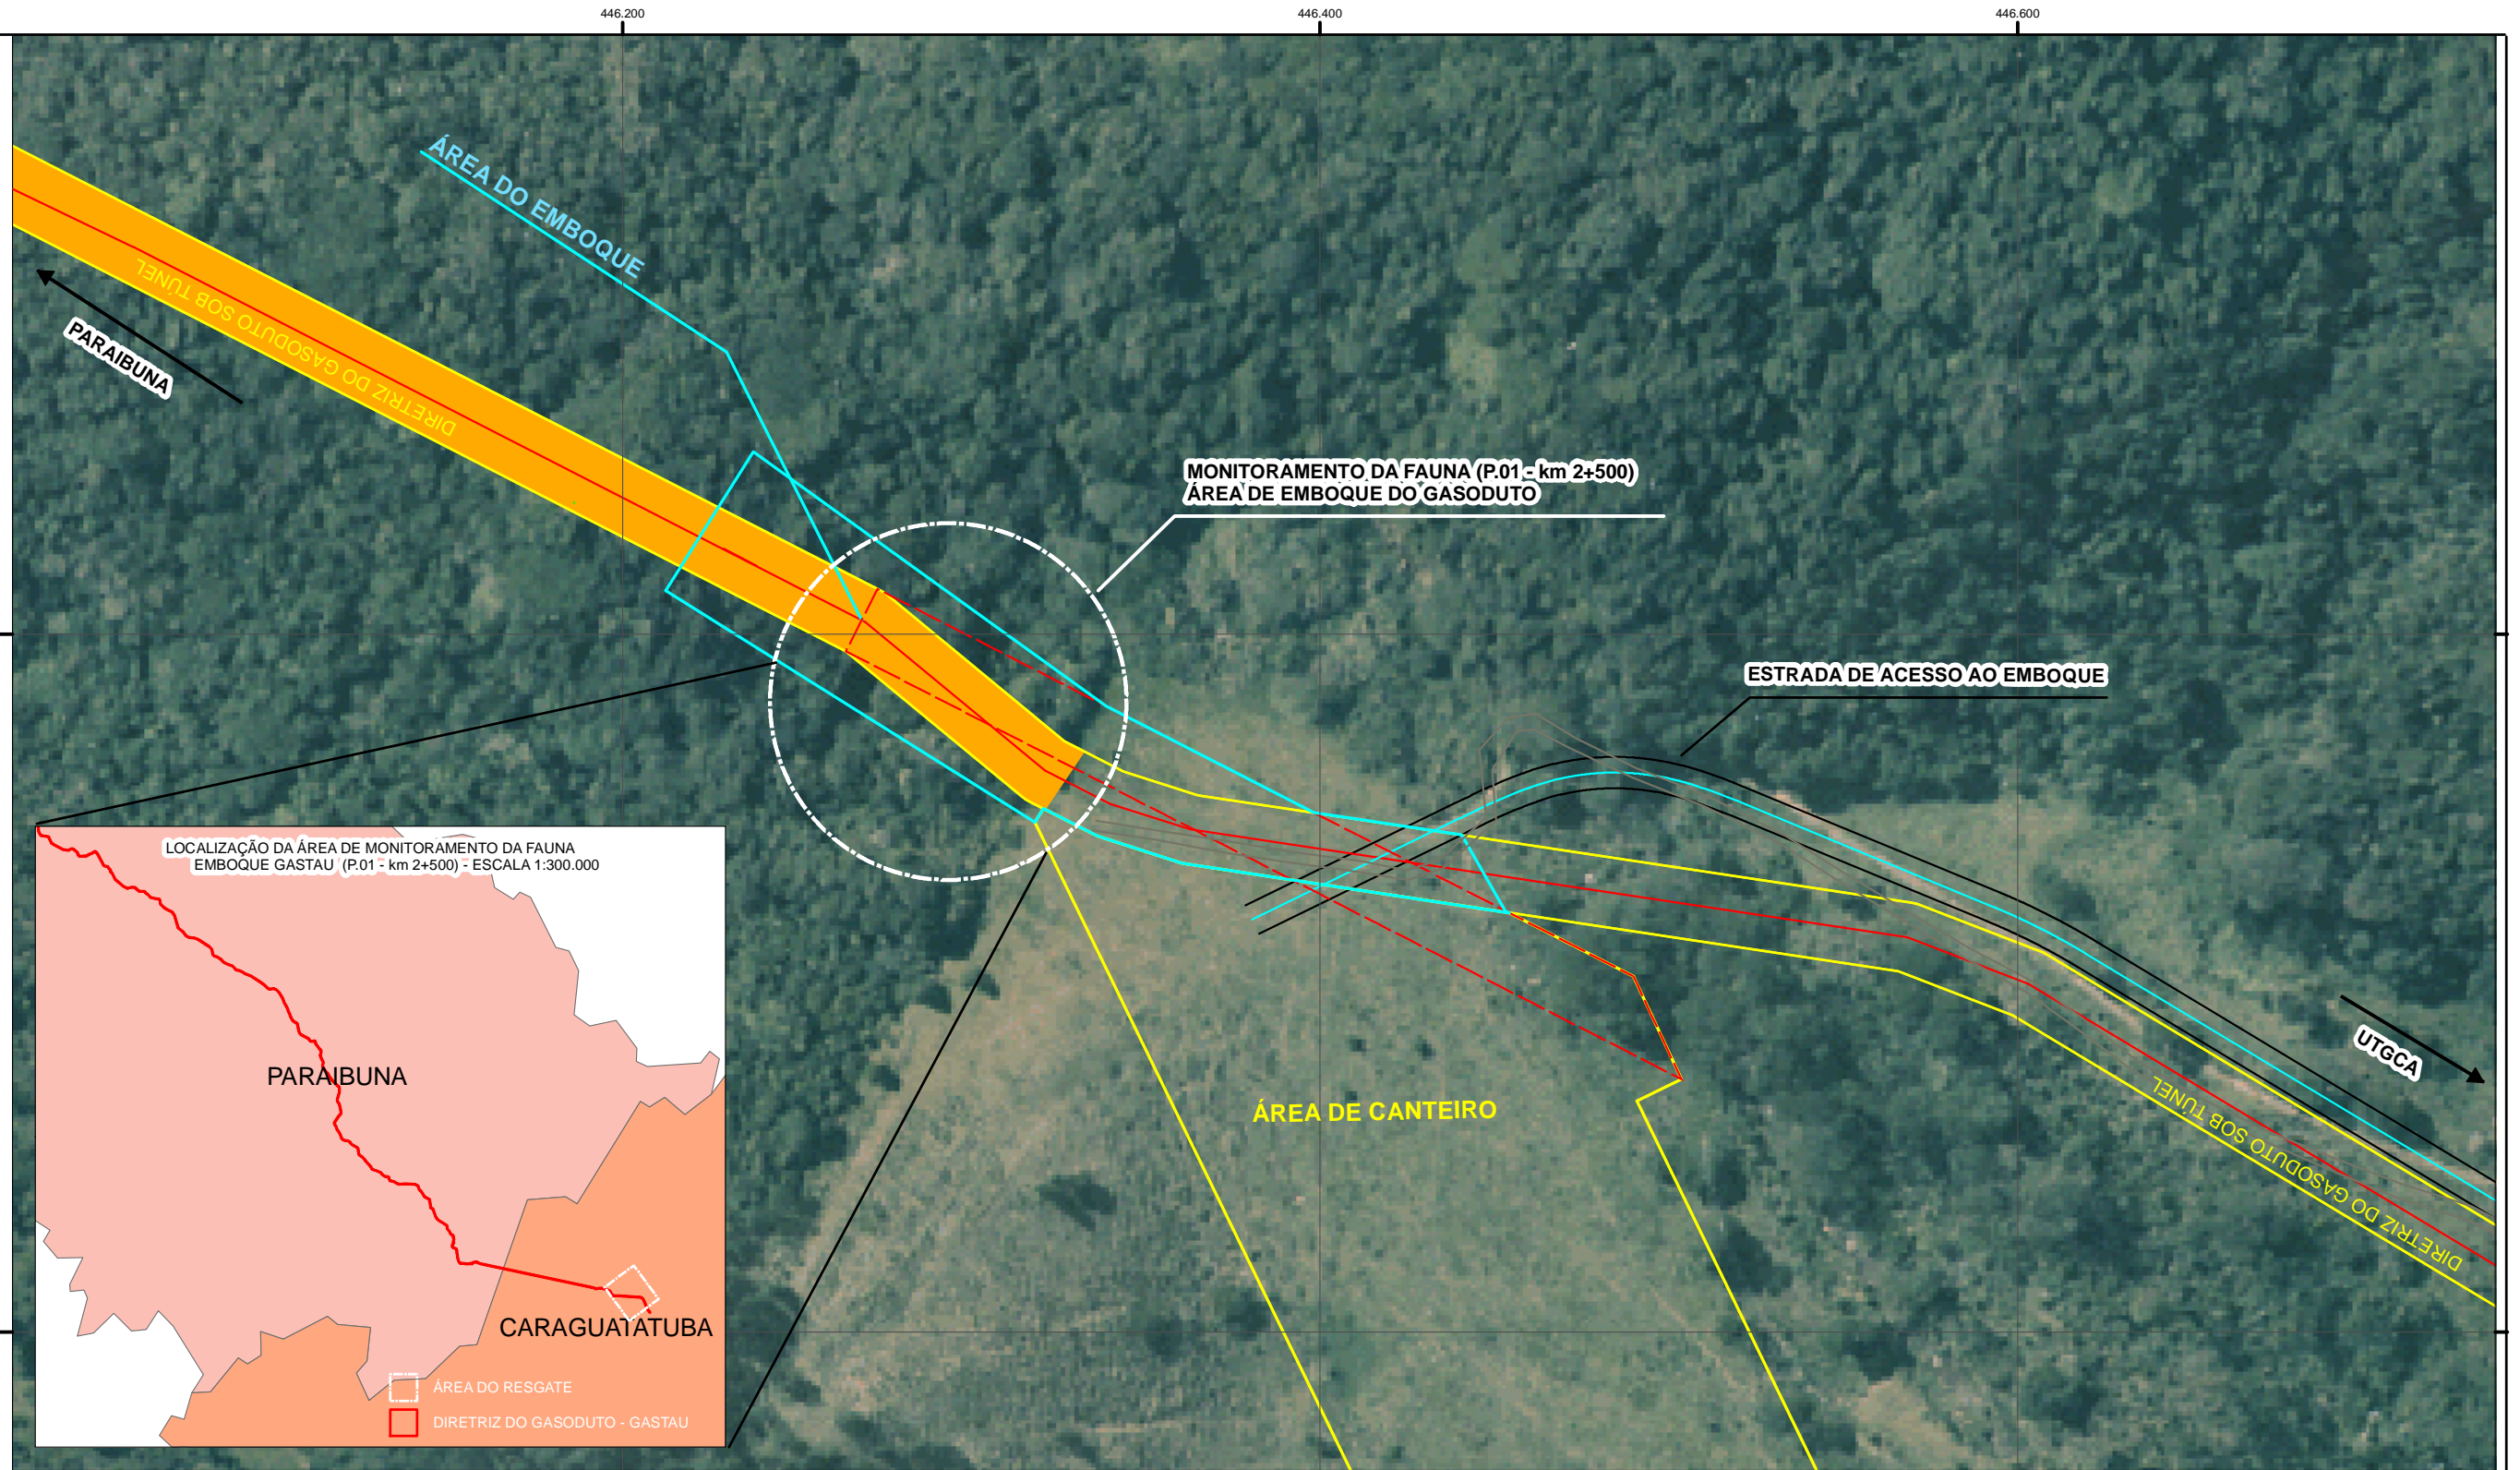 446.200
446.400
446.600
ÁREA DO EMBOQUE
DIRETRIZ DO GASODUTO SOB TÚNEL
PARAIBUNA
MONITORAMENTO DA FAUNA (P.01 - km 2+500)
ÁREA DE EMBOQUE DO GASODUTO
ESTRADA DE ACESSO AO EMBOQUE
LOCALIZAÇÃO DA ÁREA DE MONITORAMENTO DA FAUNA
EMBOQUE GASTAU (P.01 - km 2+500) - ESCALA 1:300.000
PARAIBUNA
CARAGUATATUBA
ÁREA DO RESGATE
DIRETRIZ DO GASODUTO - GASTAU
ÁREA DE CANTEIRO
UTGCA
DIRETRIZ DO GASODUTO SOB TÚNEL